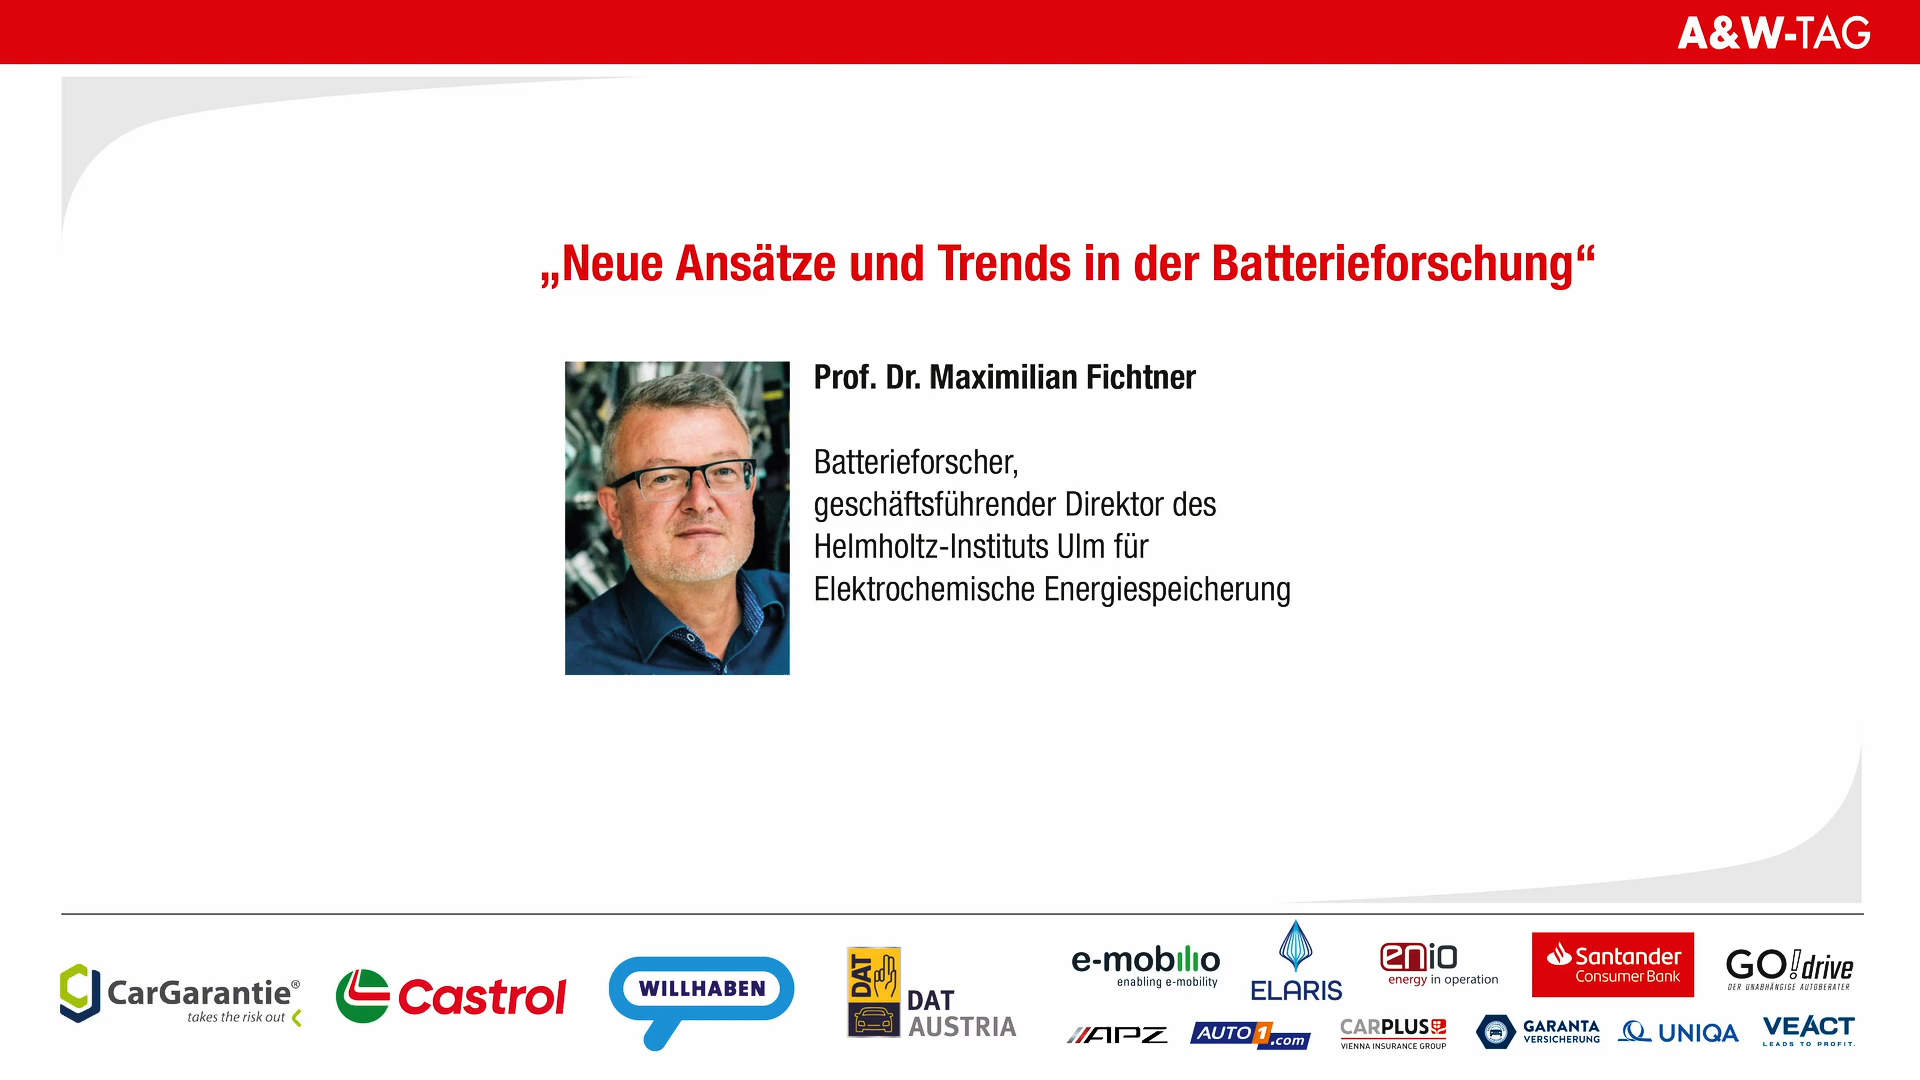 A&W-TAG
„Neue Ansätze und Trends in der Batterieforschung“
Prof. Dr. Maximilian Fichtner
Batterieforscher,
geschäftsführender Direktor des
Helmholtz-Instituts Ulm für
Elektrochemische Energiespeicherung
CarGarantie®
takes the risk out
Castrol
WILLHABEN
DAT
DAT
AUSTRIA
e-mobilio
enabling e-mobility
ELARIS
enio
energy in operation
Santander
Consumer Bank
GO!drive
DER UNABHÄNGIGE AUTOBERATER
APZ
AUTO1.com
CARPLUS
VIENNA INSURANCE GROUP
GARANTA
VERSICHERUNG
UNIQA
VEACT
LEADS TO PROFIT.